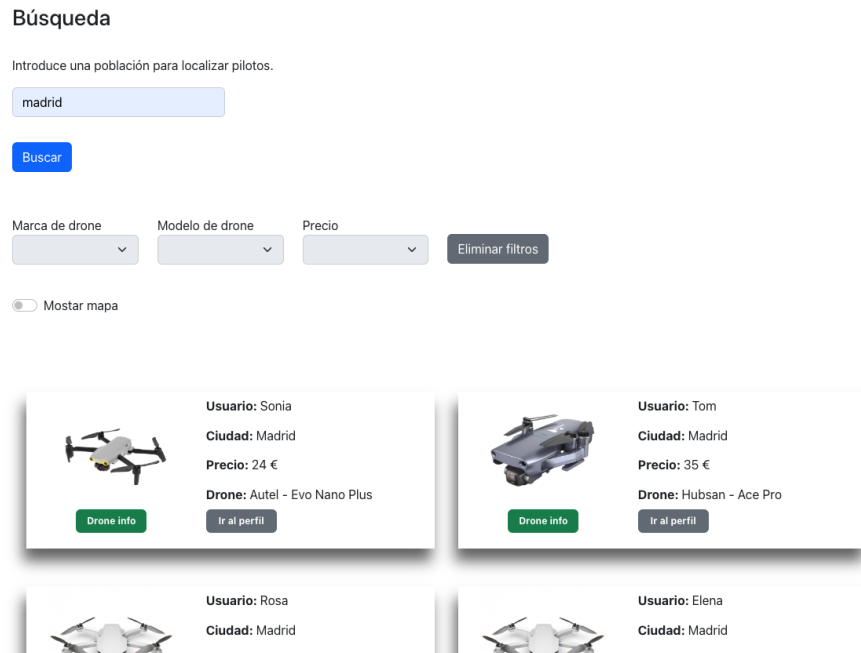 Búsqueda
Introduce una población para localizar pilotos.
madrid
Buscar
Marca de drone
Modelo de drone
Precio
Eliminar filtros
Mostar mapa
Usuario: Sonia
Ciudad: Madrid
Precio: 24 €
Drone: Autel - Evo Nano Plus
Drone info
Ir al perfil
Usuario: Tom
Ciudad: Madrid
Precio: 35 €
Drone: Hubsan - Ace Pro
Drone info
Ir al perfil
Usuario: Rosa
Ciudad: Madrid
Usuario: Elena
Ciudad: Madrid